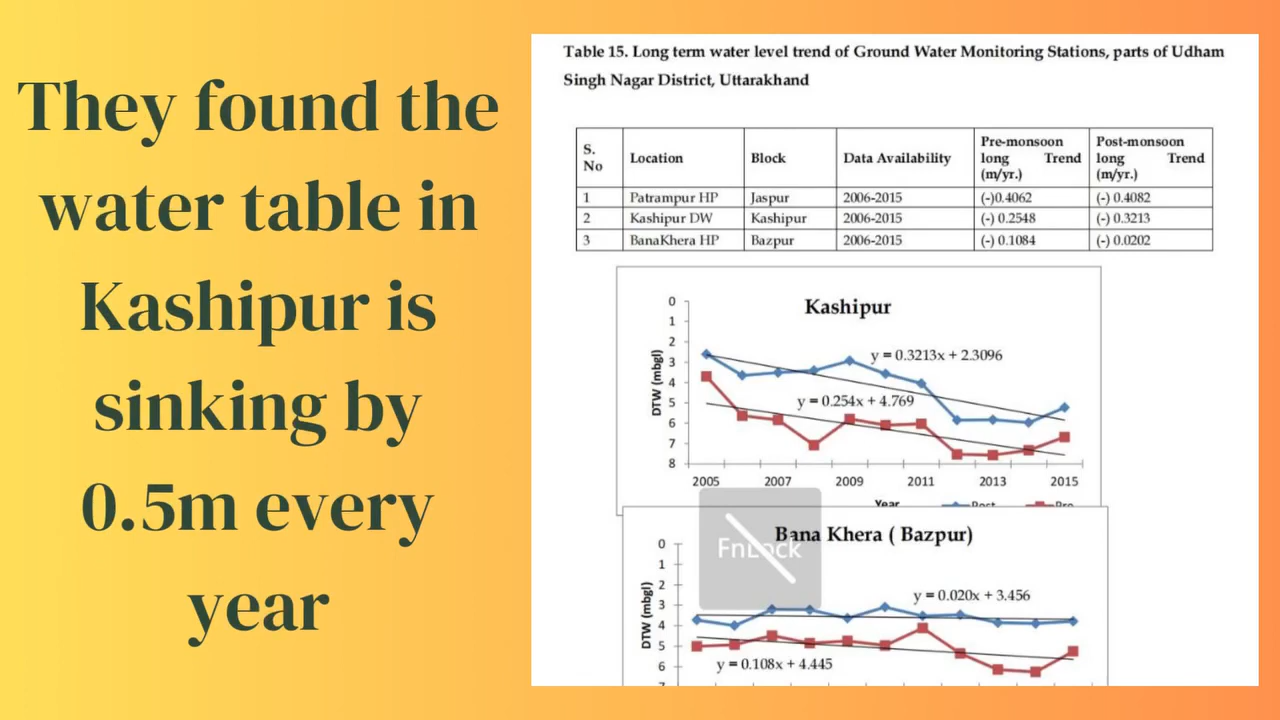 They found the
water table in
Kashipur is
sinking by
0.5m every
year
Table 15. Long term water level trend of Ground Water Monitoring Stations, parts of Udham
Singh Nagar District, Uttarakhand
S. No Location Block Data Availability Pre-monsoon long Trend (m/yr.) Post-monsoon long Trend (m/yr.)
1 Patrampur HP Jaspur 2006-2015 (-)0.4062 (-) 0.4082
2 Kashipur DW Kashipur 2006-2015 (-) 0.2548 (-) 0.3213
3 BanaKhera HP Bazpur 2006-2015 (-) 0.1084 (-) 0.0202
Kashipur
DTW (mbgl)
0
1
2
3
4
5
6
7
8
y = 0.3213x + 2.3096
y = 0.254x + 4.769
2005 2007 2009 2011 2013 2015
Year Post Pre
FnLock
Bana Khera ( Bazpur)
DTW (mbgl)
0
1
2
3
4
5
6
7
y = 0.020x + 3.456
y = 0.108x + 4.445